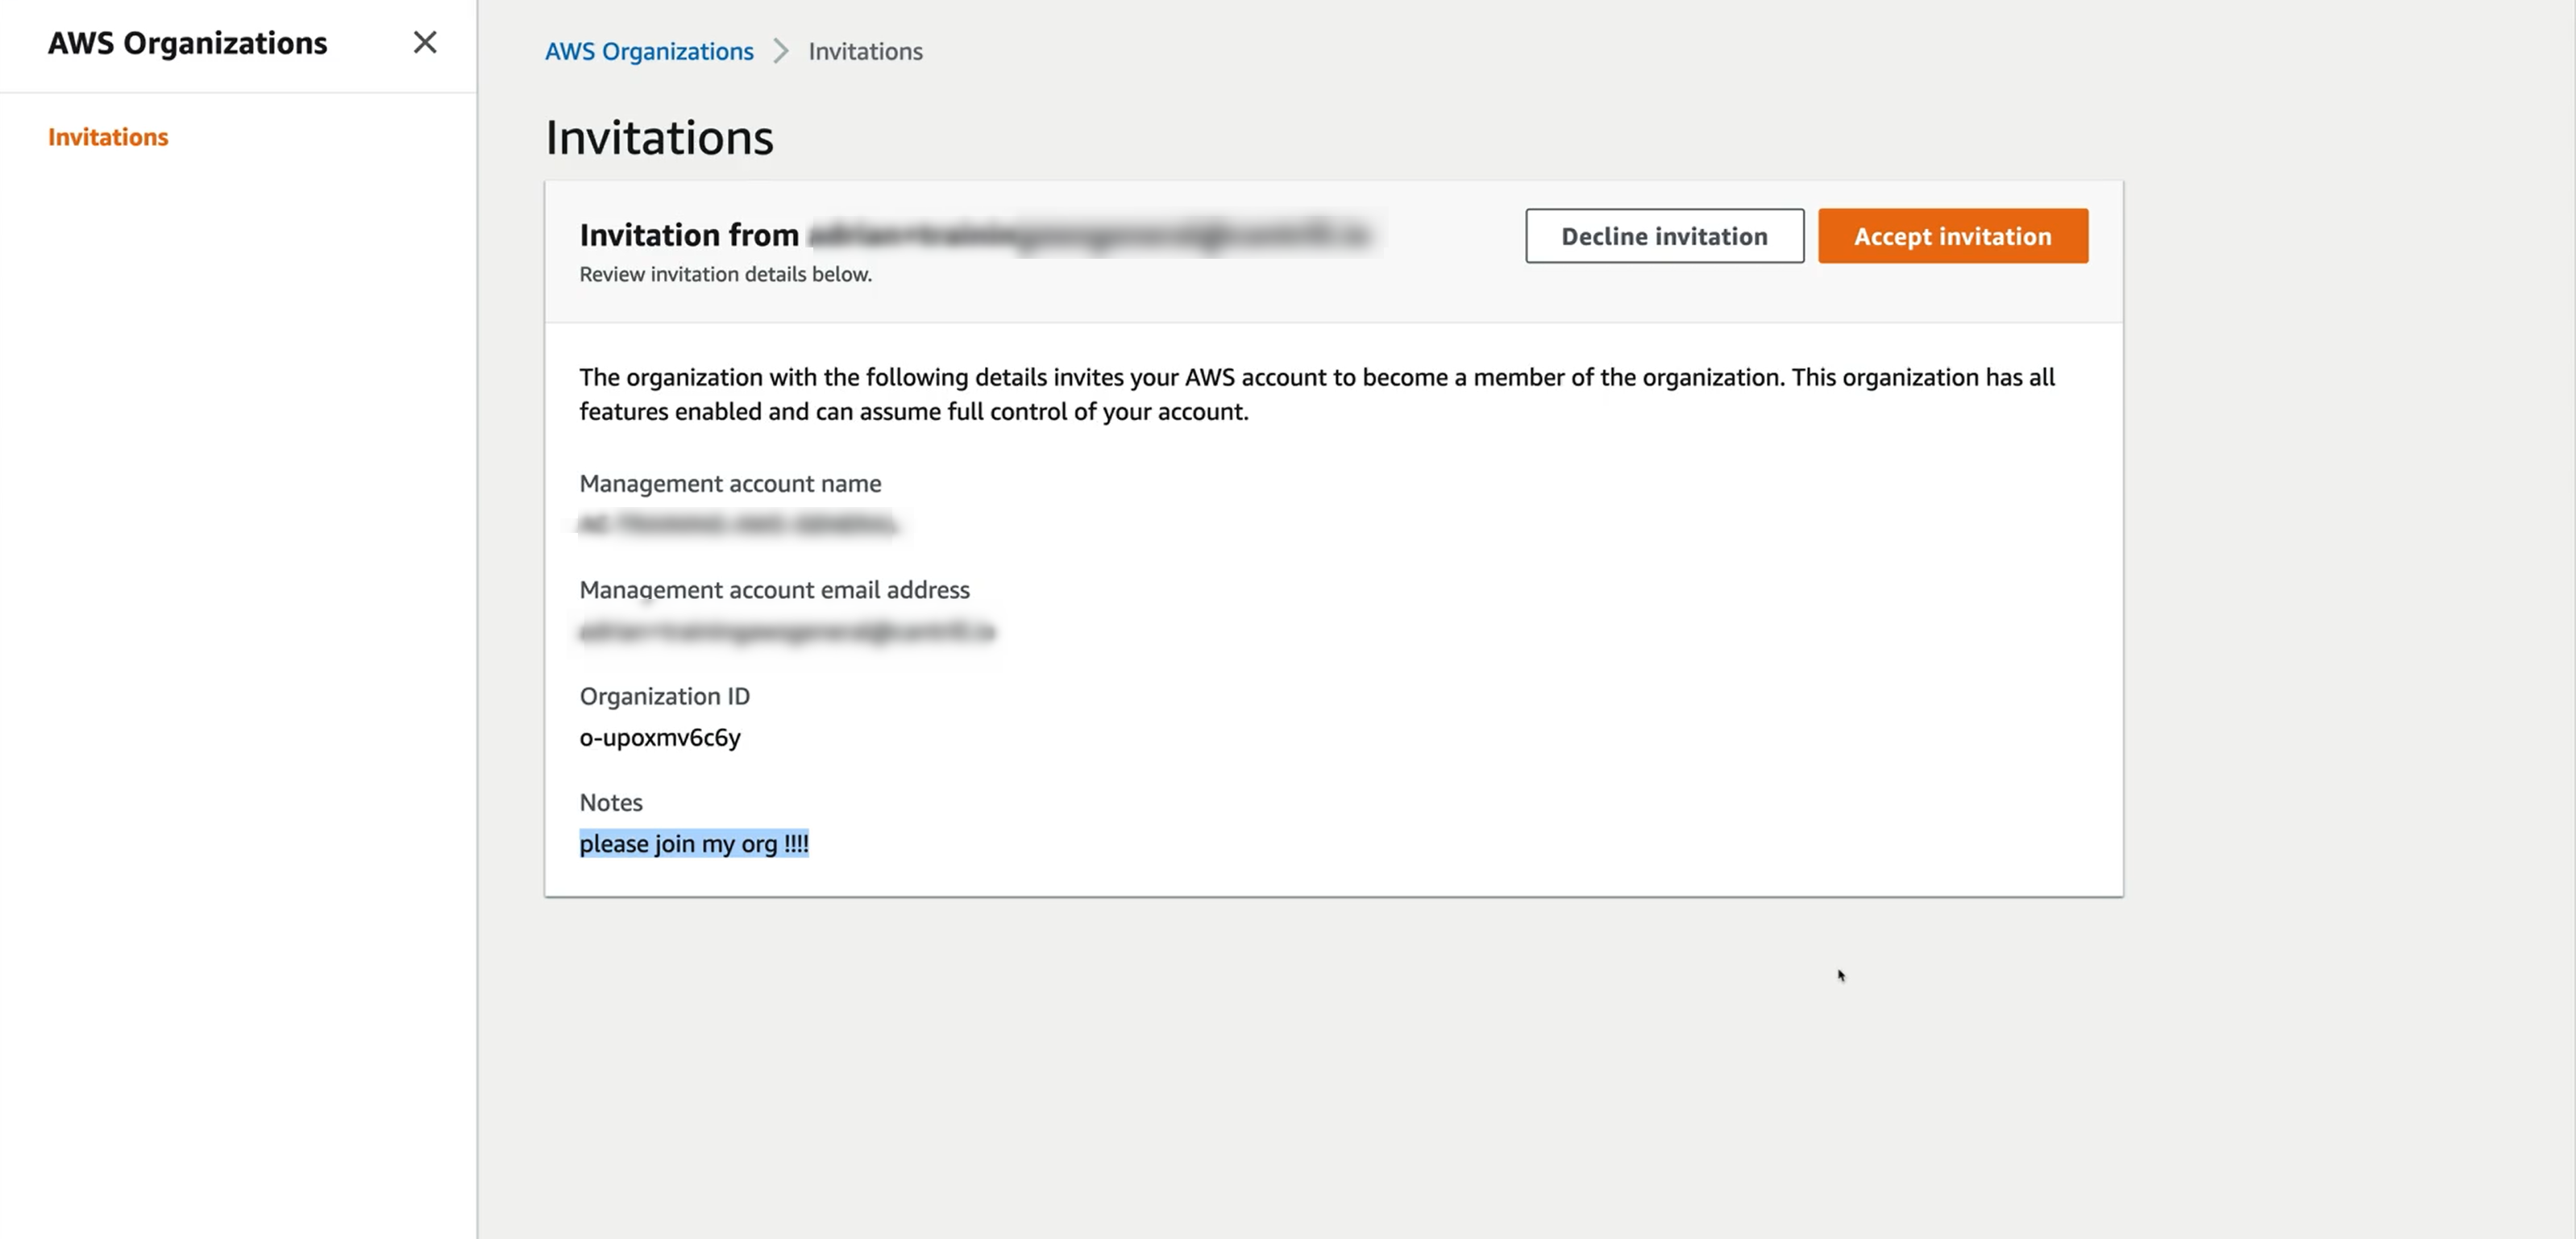 AWS Organizations
Invitations
AWS Organizations > Invitations
Invitations
Invitation from
Review invitation details below.
Decline invitation
Accept invitation
The organization with the following details invites your AWS account to become a member of the organization. This organization has all
features enabled and can assume full control of your account.
Management account name
Management account email address
Organization ID
o-upoxmv6c6y
Notes
please join my org !!!!